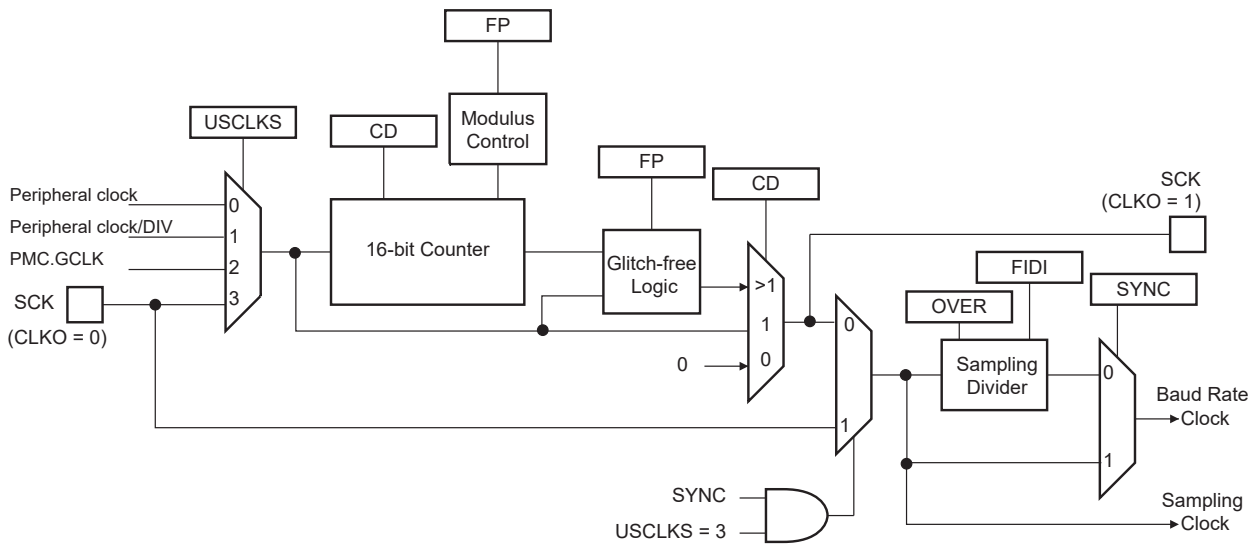 FP
USCLKS
CD
Modulus
Control
FP
CD
SCK
(CLKO = 1)
Peripheral clock
0
Peripheral clock/DIV
1
PMC.GCLK
2
SCK
3
(CLKO = 0)
16-bit Counter
Glitch-free
Logic
>1
1
0
0
0
1
FIDI
OVER
SYNC
Sampling
Divider
0
1
Baud Rate
Clock
SYNC
USCLKS = 3
Sampling
Clock